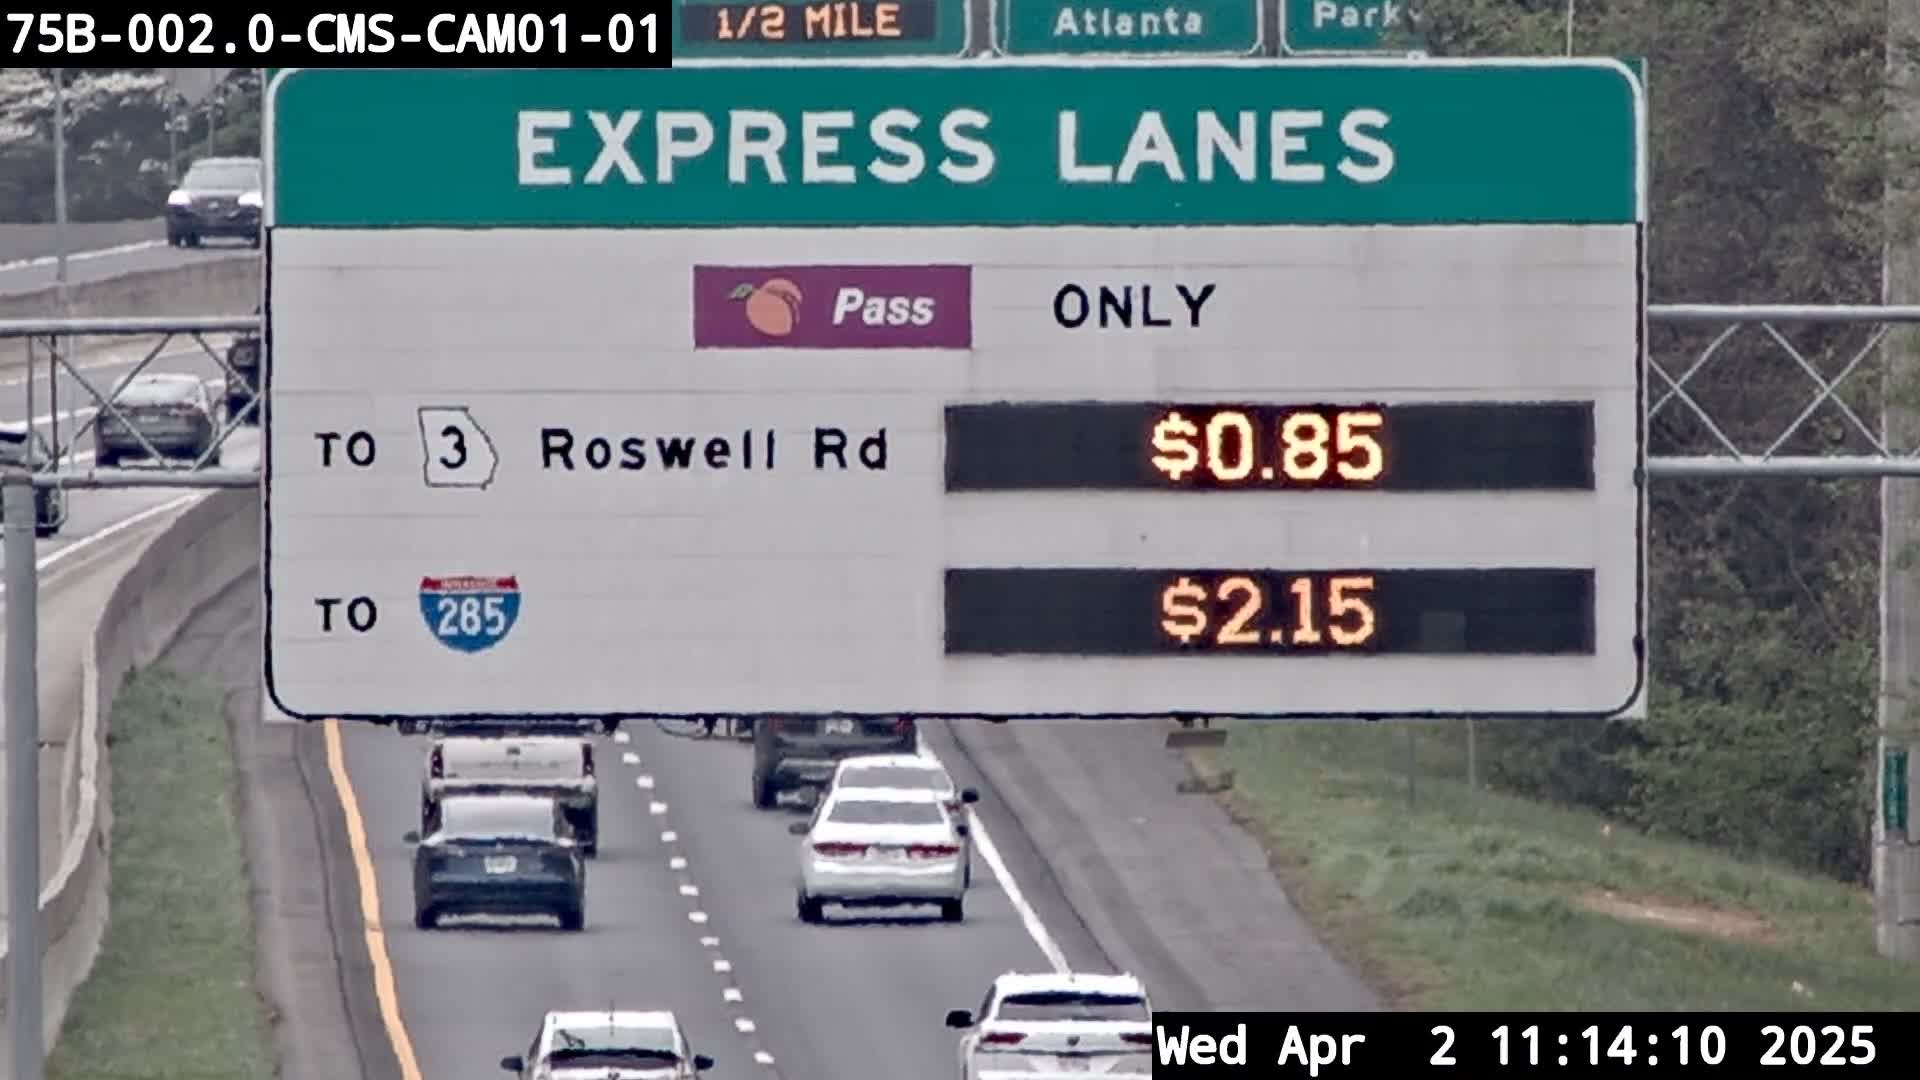 75B-002.0-CMS-CAM01-01
1/2 MILE
Atlanta
EXPRESS LANES
Pass ONLY
TO 3 Roswell Rd $0.85
TO 285 $2.15
Wed Apr 2 11:14:10 2025